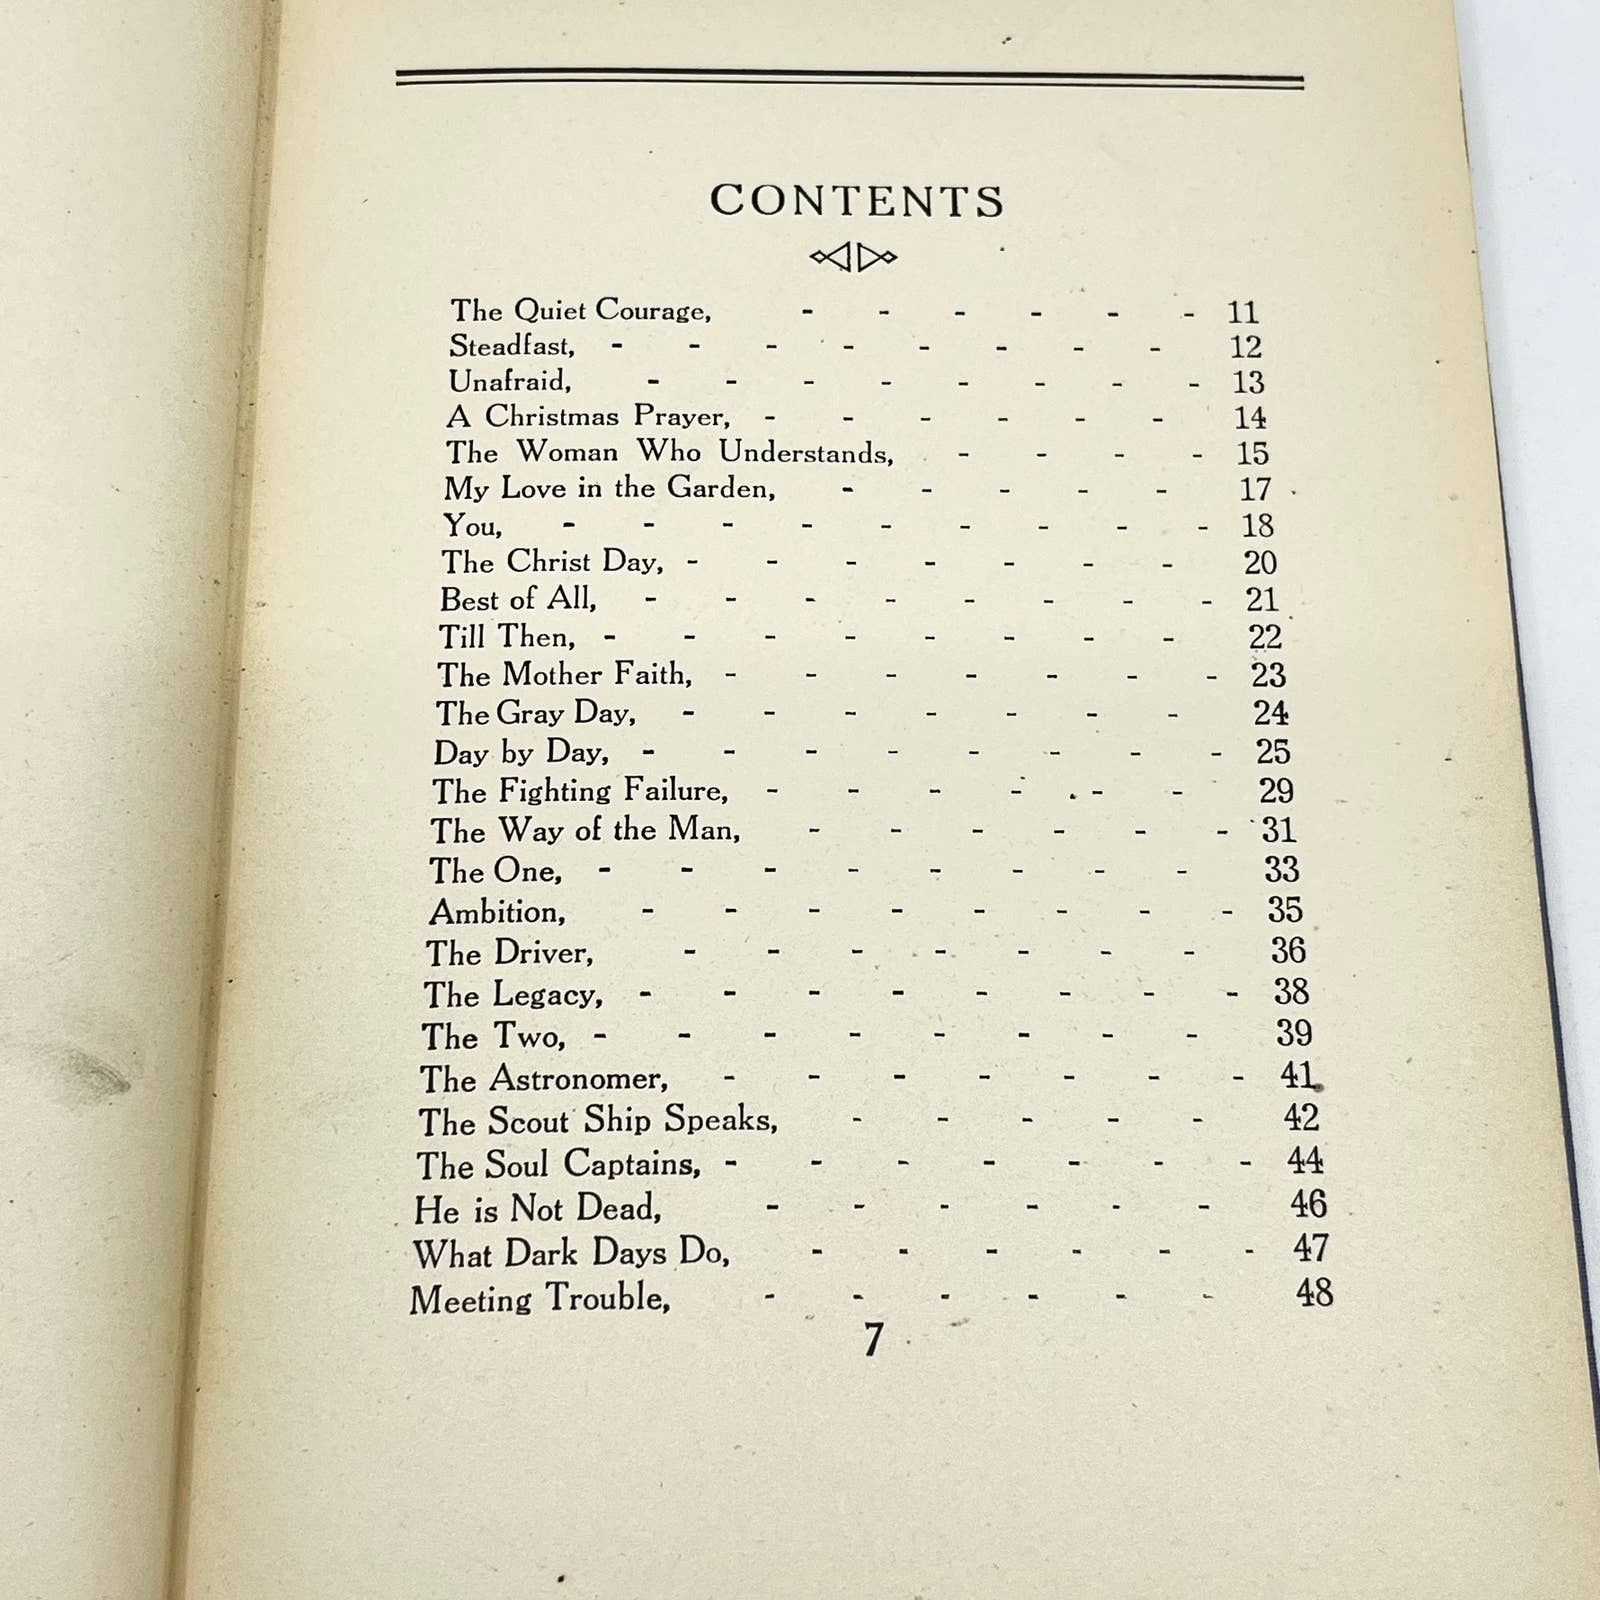 CONTENTS
The Quiet Courage, - - - - - - 11
Steadfast, - - - - - - - - 12
Unafraid, - - - - - - - - 13
A Christmas Prayer, - - - - - - 14
The Woman Who Understands, - - - - 15
My Love in the Garden, - - - - - 17
You, - - - - - - - - - 18
The Christ Day, - - - - - - - 20
Best of All, - - - - - - - - 21
Till Then, - - - - - - - - 22
The Mother Faith, - - - - - - - 23
The Gray Day, - - - - - - - 24
Day by Day, - - - - - - - - 25
The Fighting Failure, - - - - - - 29
The Way of the Man, - - - - - - 31
The One, - - - - - - - - 33
Ambition, - - - - - - - - 35
The Driver, - - - - - - - 36
The Legacy, - - - - - - - - 38
The Two, - - - - - - - - 39
The Astronomer, - - - - - - - 41
The Scout Ship Speaks, - - - - - 42
The Soul Captains, - - - - - - - 44
He is Not Dead, - - - - - - 46
What Dark Days Do, - - - - - - 47
Meeting Trouble, - - - - - - 48
7